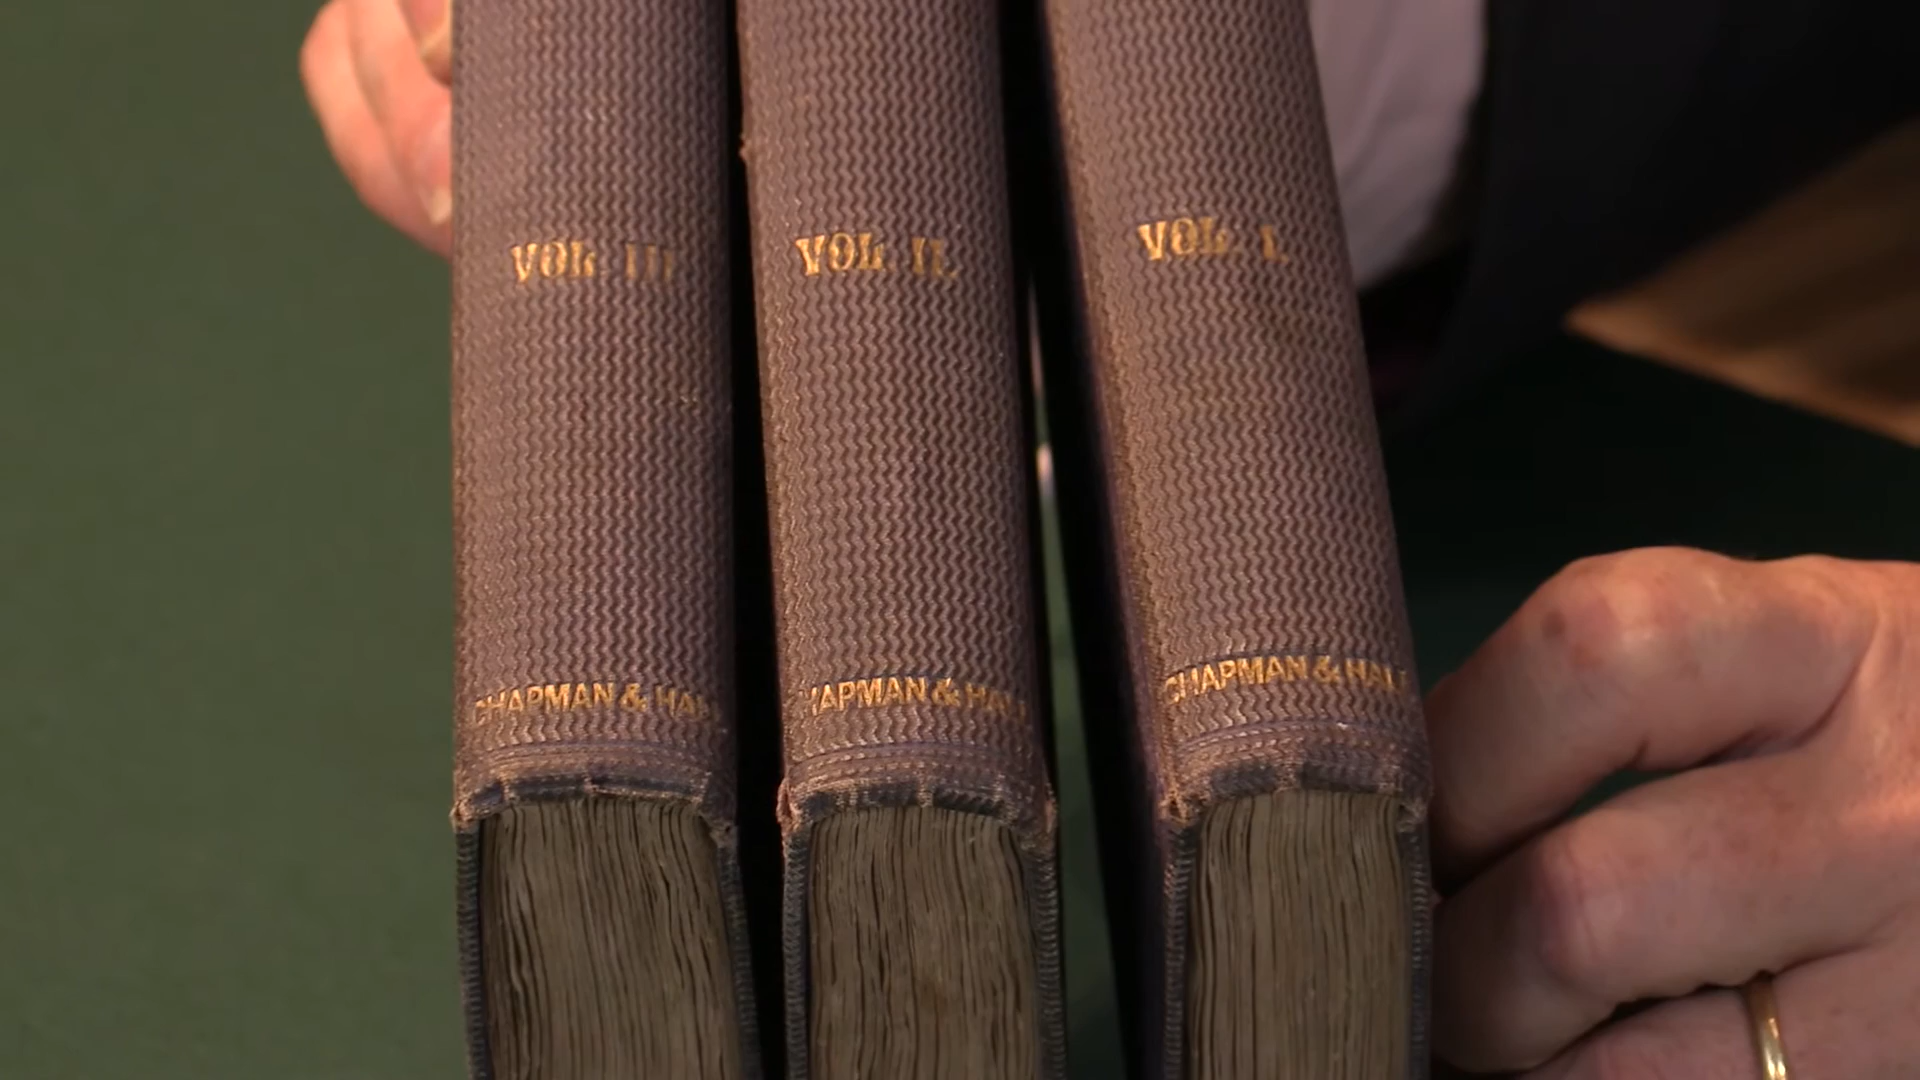 VOL. III
VOL. II.
VOL. I.
CHAPMAN & HALL
CHAPMAN & HALL
CHAPMAN & HALL